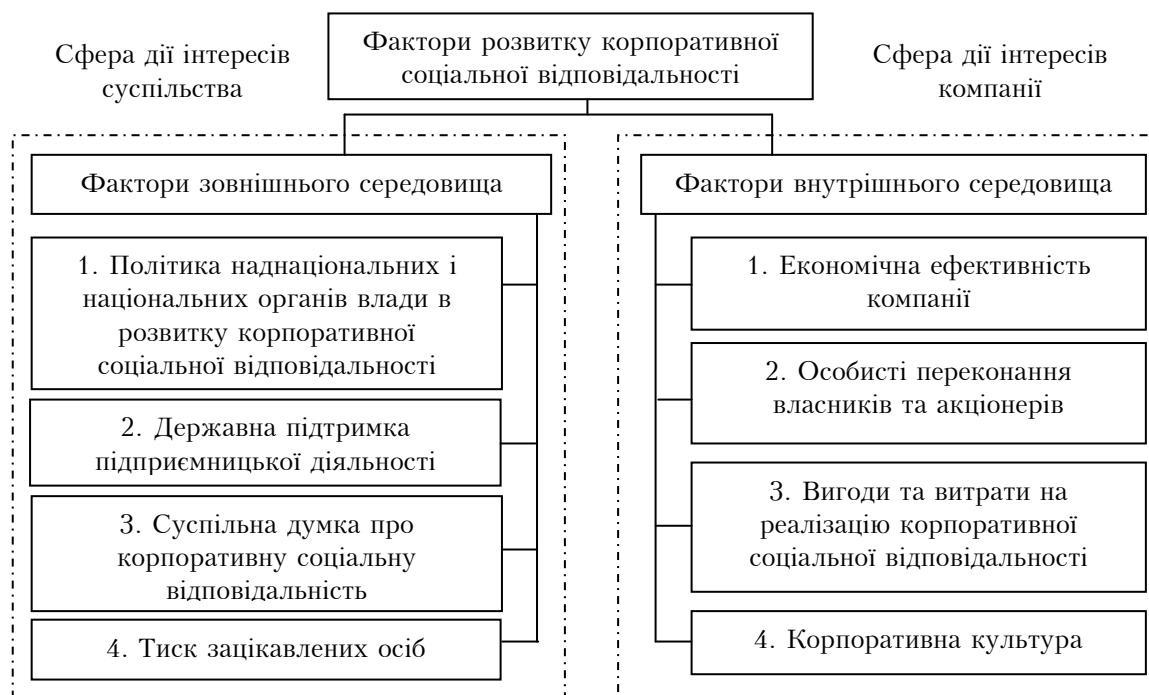 Сфера дії інтересів
суспільства
Фактори розвитку корпоративної
соціальної відповідальності
Сфера дії інтересів
компанії
Фактори зовнішнього середовища
1. Політика наднаціональних і
національних органів влади в
розвитку корпоративної
соціальної відповідальності
2. Державна підтримка
підприємницької діяльності
3. Суспільна думка про
корпоративну соціальну
відповідальність
4. Тиск зацікавлених осіб
Фактори внутрішнього середовища
1. Економічна ефективність
компанії
2. Особисті переконання
власників та акціонерів
3. Вигоди та витрати на
реалізацію корпоративної
соціальної відповідальності
4. Корпоративна культура